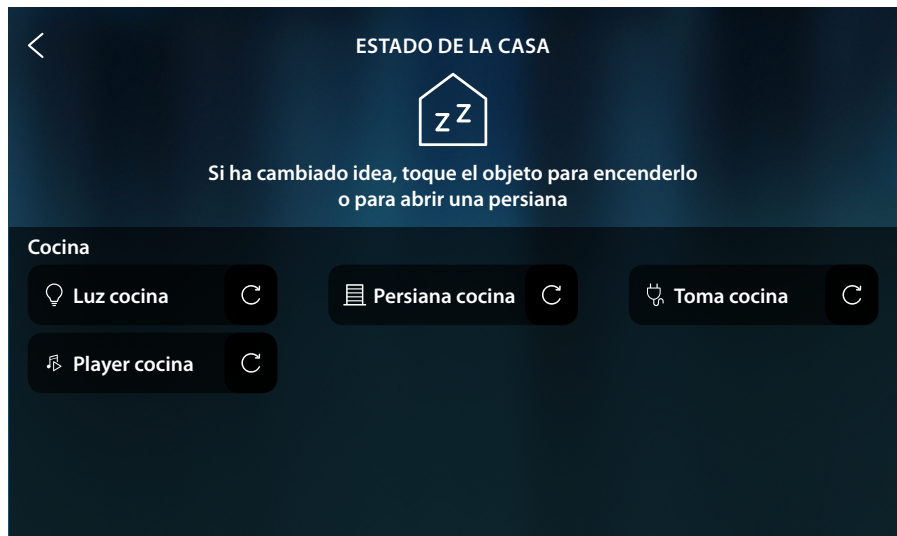 ESTADO DE LA CASA
z Z
Si ha cambiado idea, toque el objeto para encenderlo
o para abrir una persiana
Cocina
Luz cocina
Persiana cocina
Toma cocina
Player cocina